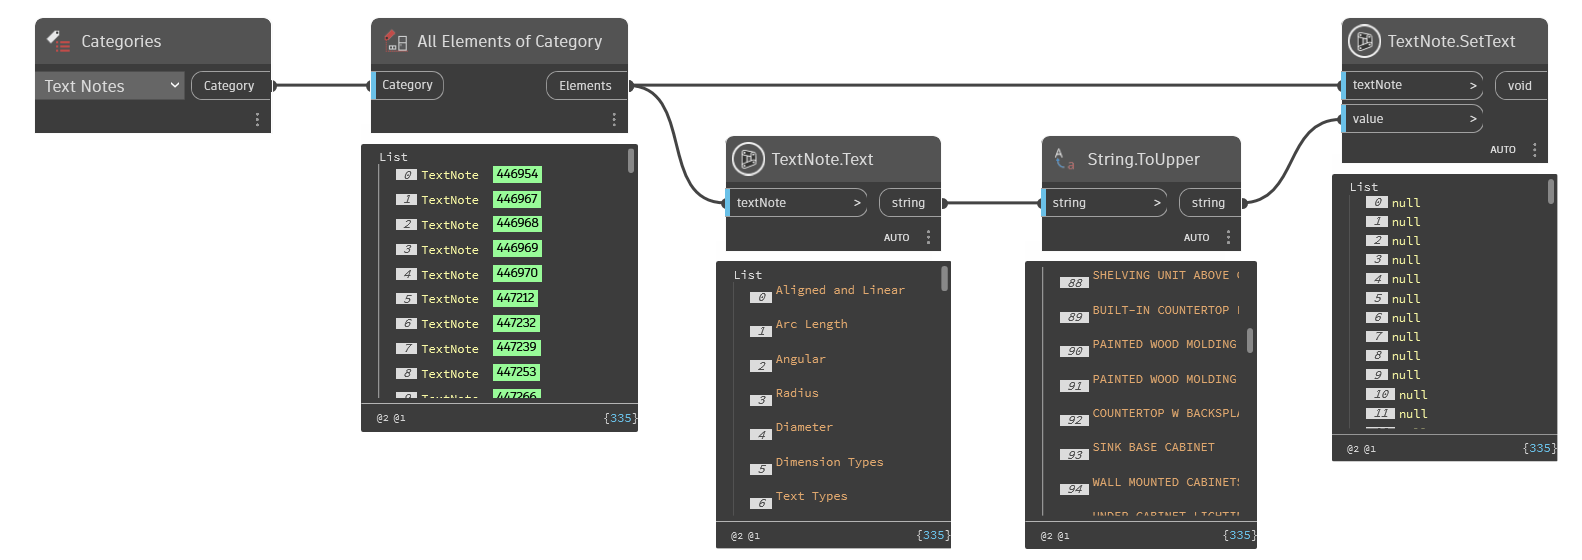 Categories
Text Notes
Category
All Elements of Category
Category
Elements
List
0 TextNote 446954
1 TextNote 446967
2 TextNote 446968
3 TextNote 446969
4 TextNote 446970
5 TextNote 447212
6 TextNote 447232
7 TextNote 447239
8 TextNote 447253
9 TextNote 447266
@2 @1
{335}
TextNote.Text
textNote >
string
AUTO
List
0 Aligned and Linear
1 Arc Length
2 Angular
3 Radius
4 Diameter
5 Dimension Types
6 Text Types
@2 @1
{335}
String.ToUpper
string >
string
AUTO
88 SHELVING UNIT ABOVE
89 BUILT-IN COUNTERTOP
90 PAINTED WOOD MOLDING
91 PAINTED WOOD MOLDING
92 COUNTERTOP W BACKSPLA
93 SINK BASE CABINET
94 WALL MOUNTED CABINETS
UNDER CABINET LIGHTIN
@2 @1
{335}
TextNote.SetText
textNote >
void
value >
AUTO
List
0 null
1 null
2 null
3 null
4 null
5 null
6 null
7 null
8 null
9 null
10 null
11 null
@2 @1
{335}